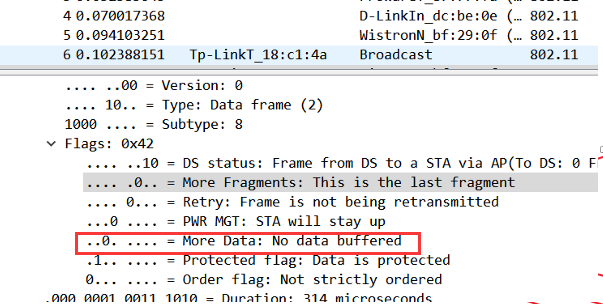 4 0.070017368 D-LinkIn_dc:be:0e (… 802.11
5 0.094103251 WistronN_bf:29:0f (… 802.11
6 0.102388151 Tp-LinkT_18:c1:4a Broadcast 802.11
.... ..00 = Version: 0
.... 10.. = Type: Data frame (2)
1000 .... = Subtype: 8
Flags: 0x42
.... ..10 = DS status: Frame from DS to a STA via AP(To DS: 0 F
.... .0.. = More Fragments: This is the last fragment
.... 0... = Retry: Frame is not being retransmitted
...0 .... = PWR MGT: STA will stay up
..0. .... = More Data: No data buffered
.1.. .... = Protected flag: Data is protected
0... .... = Order flag: Not strictly ordered
.000 0001 0011 1010 = Duration: 314 microseconds